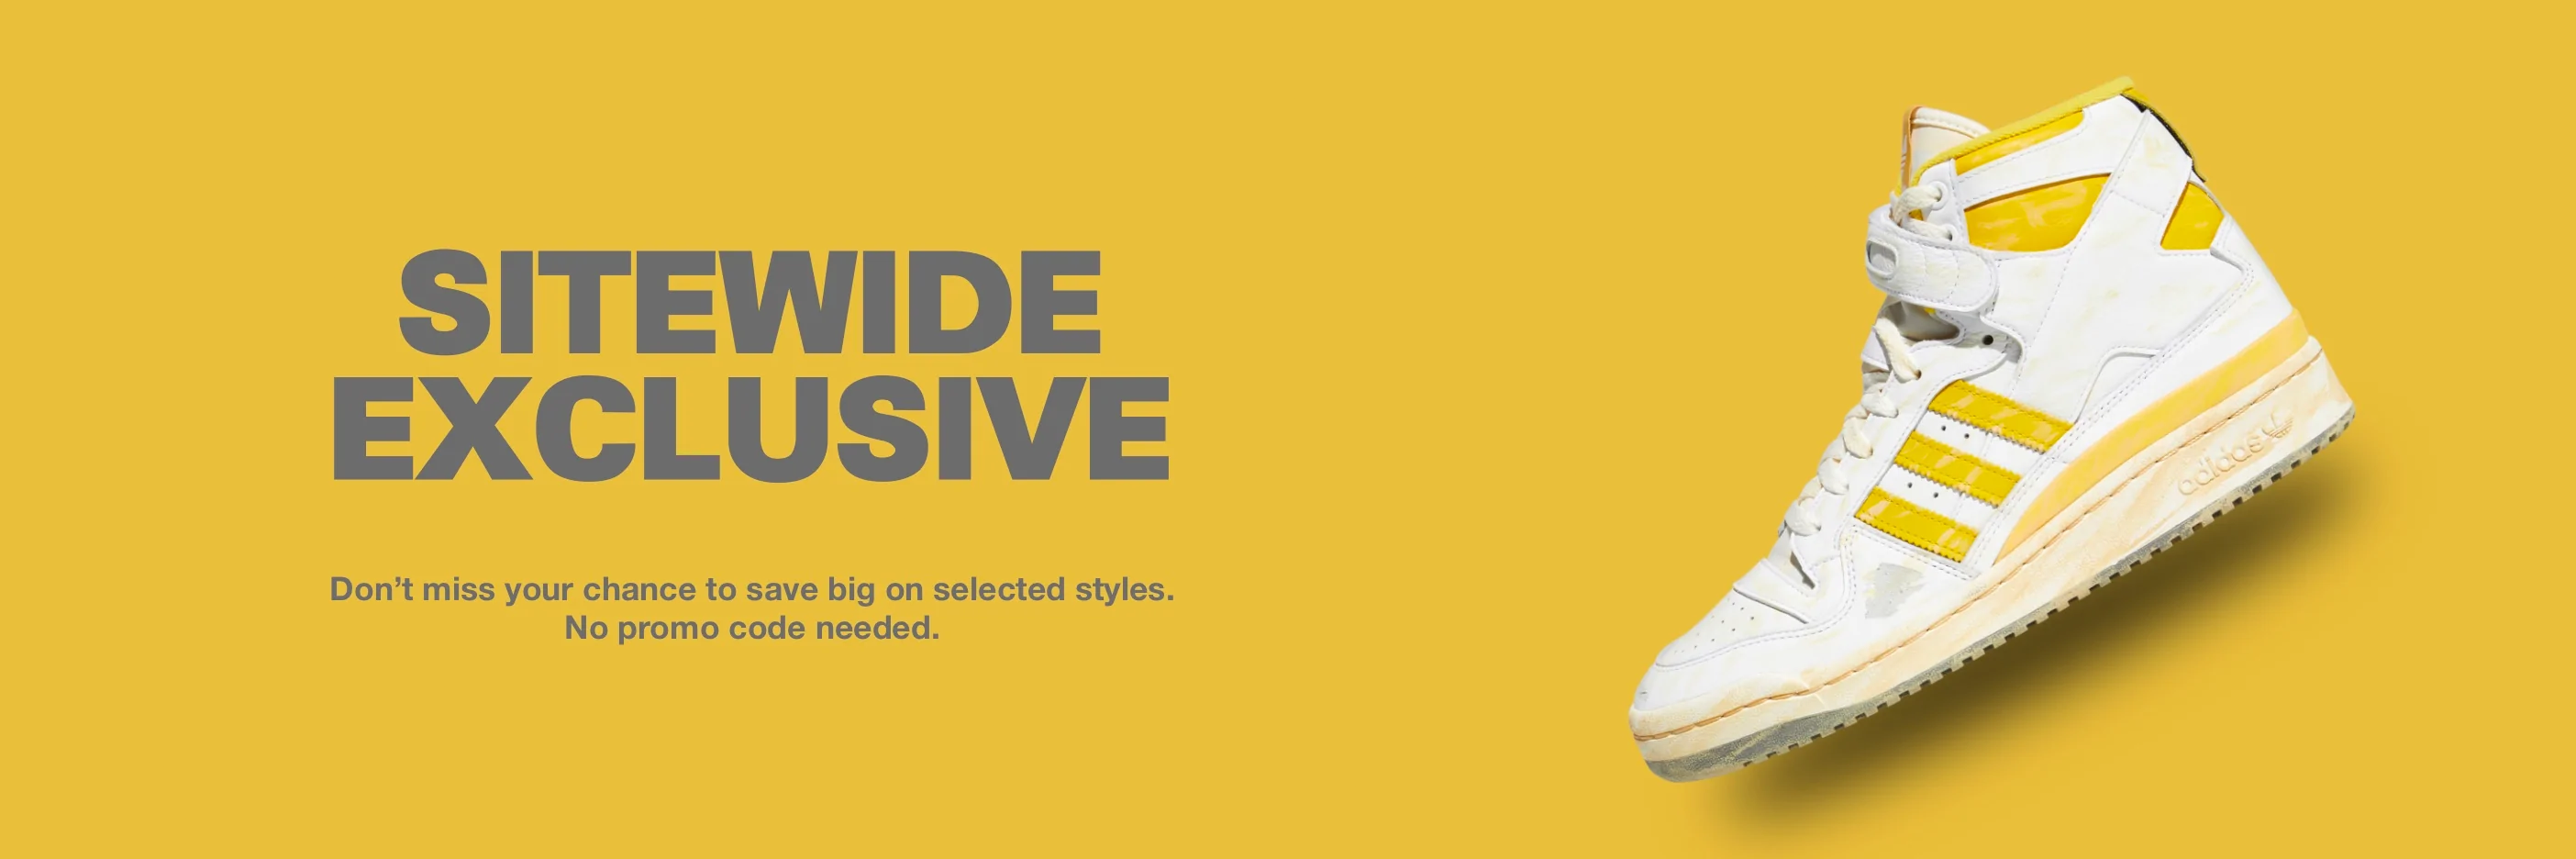 SITEWIDE
EXCLUSIVE
Don’t miss your chance to save big on selected styles.
No promo code needed.
adidas